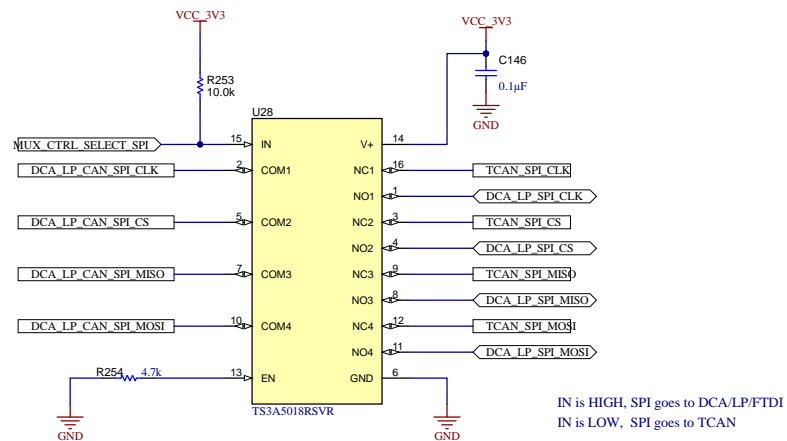 VCC_3V3
VCC_3V3
R253
10.0k
C146
0.1µF
GND
U28
MUX_CTRL_SELECT_SPI 15 IN V+ 14
DCA_LP_CAN_SPI_CLK 2 COM1 NC1 16 TCAN_SPI_CLK
NO1 1 DCA_LP_SPI_CLK
DCA_LP_CAN_SPI_CS 5 COM2 NC2 3 TCAN_SPI_CS
NO2 4 DCA_LP_SPI_CS
DCA_LP_CAN_SPI_MISO 7 COM3 NC3 9 TCAN_SPI_MISO
NO3 8 DCA_LP_SPI_MISO
DCA_LP_CAN_SPI_MOSI 10 COM4 NC4 12 TCAN_SPI_MOSI
NO4 11 DCA_LP_SPI_MOSI
R254 4.7k 13 EN GND 6
TS3A5018RSVR
GND
GND
IN is HIGH, SPI goes to DCA/LP/FTDI
IN is LOW, SPI goes to TCAN